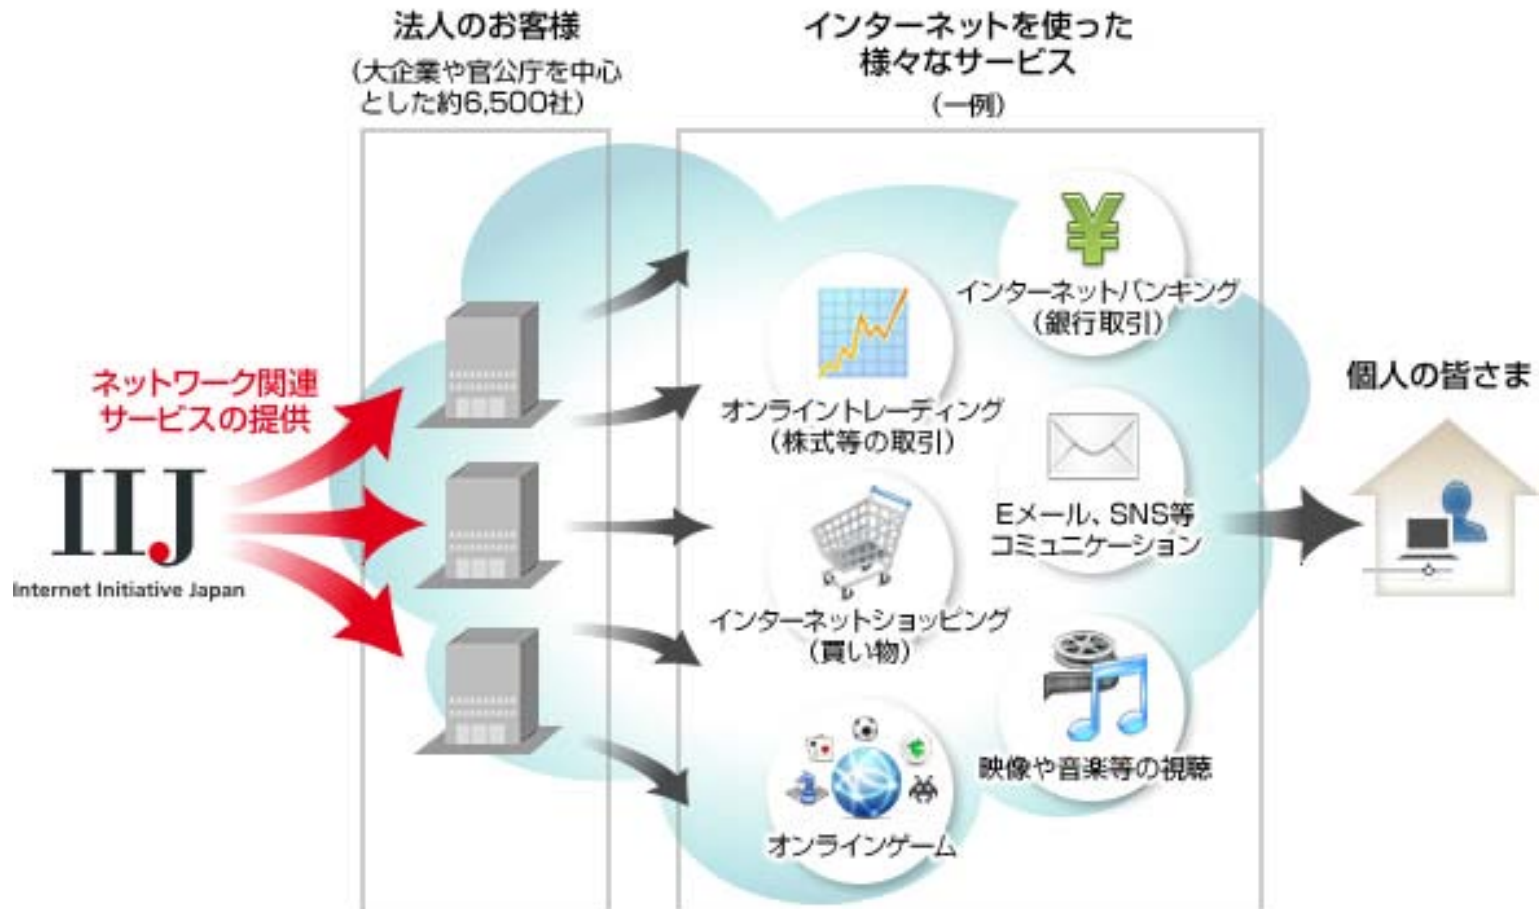 法人のお客様
(大企業や官公庁を中心
とした約6,500社)
インターネットを使った
様々なサービス
(一例)
ネットワーク関連
サービスの提供
IIJ
Internet Initiative Japan
インターネットバンキング
(銀行取引)
オンライントレーディング
(株式等の取引)
Eメール、SNS等
コミュニケーション
インターネットショッピング
(買い物)
映像や音楽等の視聴
オンラインゲーム
個人の皆さま